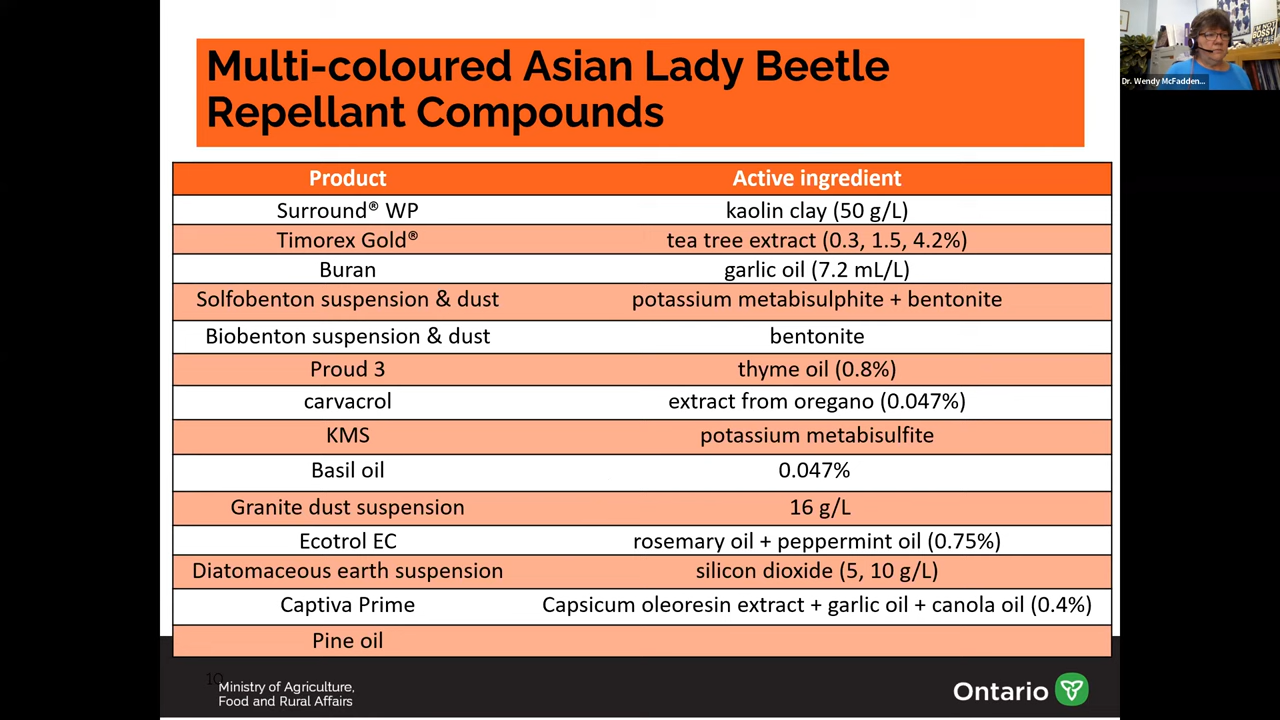 Multi-coloured Asian Lady Beetle
Repellant Compounds
Product Active ingredient
Surround® WP kaolin clay (50 g/L)
Timorex Gold® tea tree extract (0.3, 1.5, 4.2%)
Buran garlic oil (7.2 mL/L)
Solfobenton suspension & dust potassium metabisulphite + bentonite
Biobenton suspension & dust bentonite
Proud 3 thyme oil (0.8%)
carvacrol extract from oregano (0.047%)
KMS potassium metabisulfite
Basil oil 0.047%
Granite dust suspension 16 g/L
Ecotrol EC rosemary oil + peppermint oil (0.75%)
Diatomaceous earth suspension silicon dioxide (5, 10 g/L)
Captiva Prime Capsicum oleoresin extract + garlic oil + canola oil (0.4%)
Pine oil
10
Ministry of Agriculture,
Food and Rural Affairs
Ontario
I'M NOT
BOSSY
Dr. Wendy McFadden...